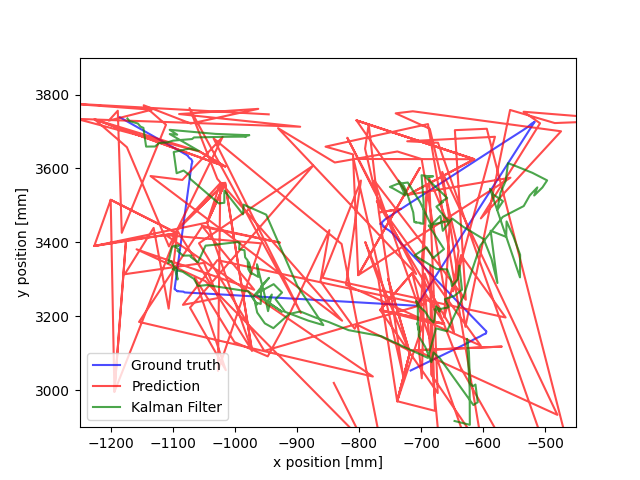 3800
3600
3400
3200
3000
y position [mm]
Ground truth
Prediction
Kalman Filter
−1200 −1100 −1000 −900 −800 −700 −600 −500
x position [mm]